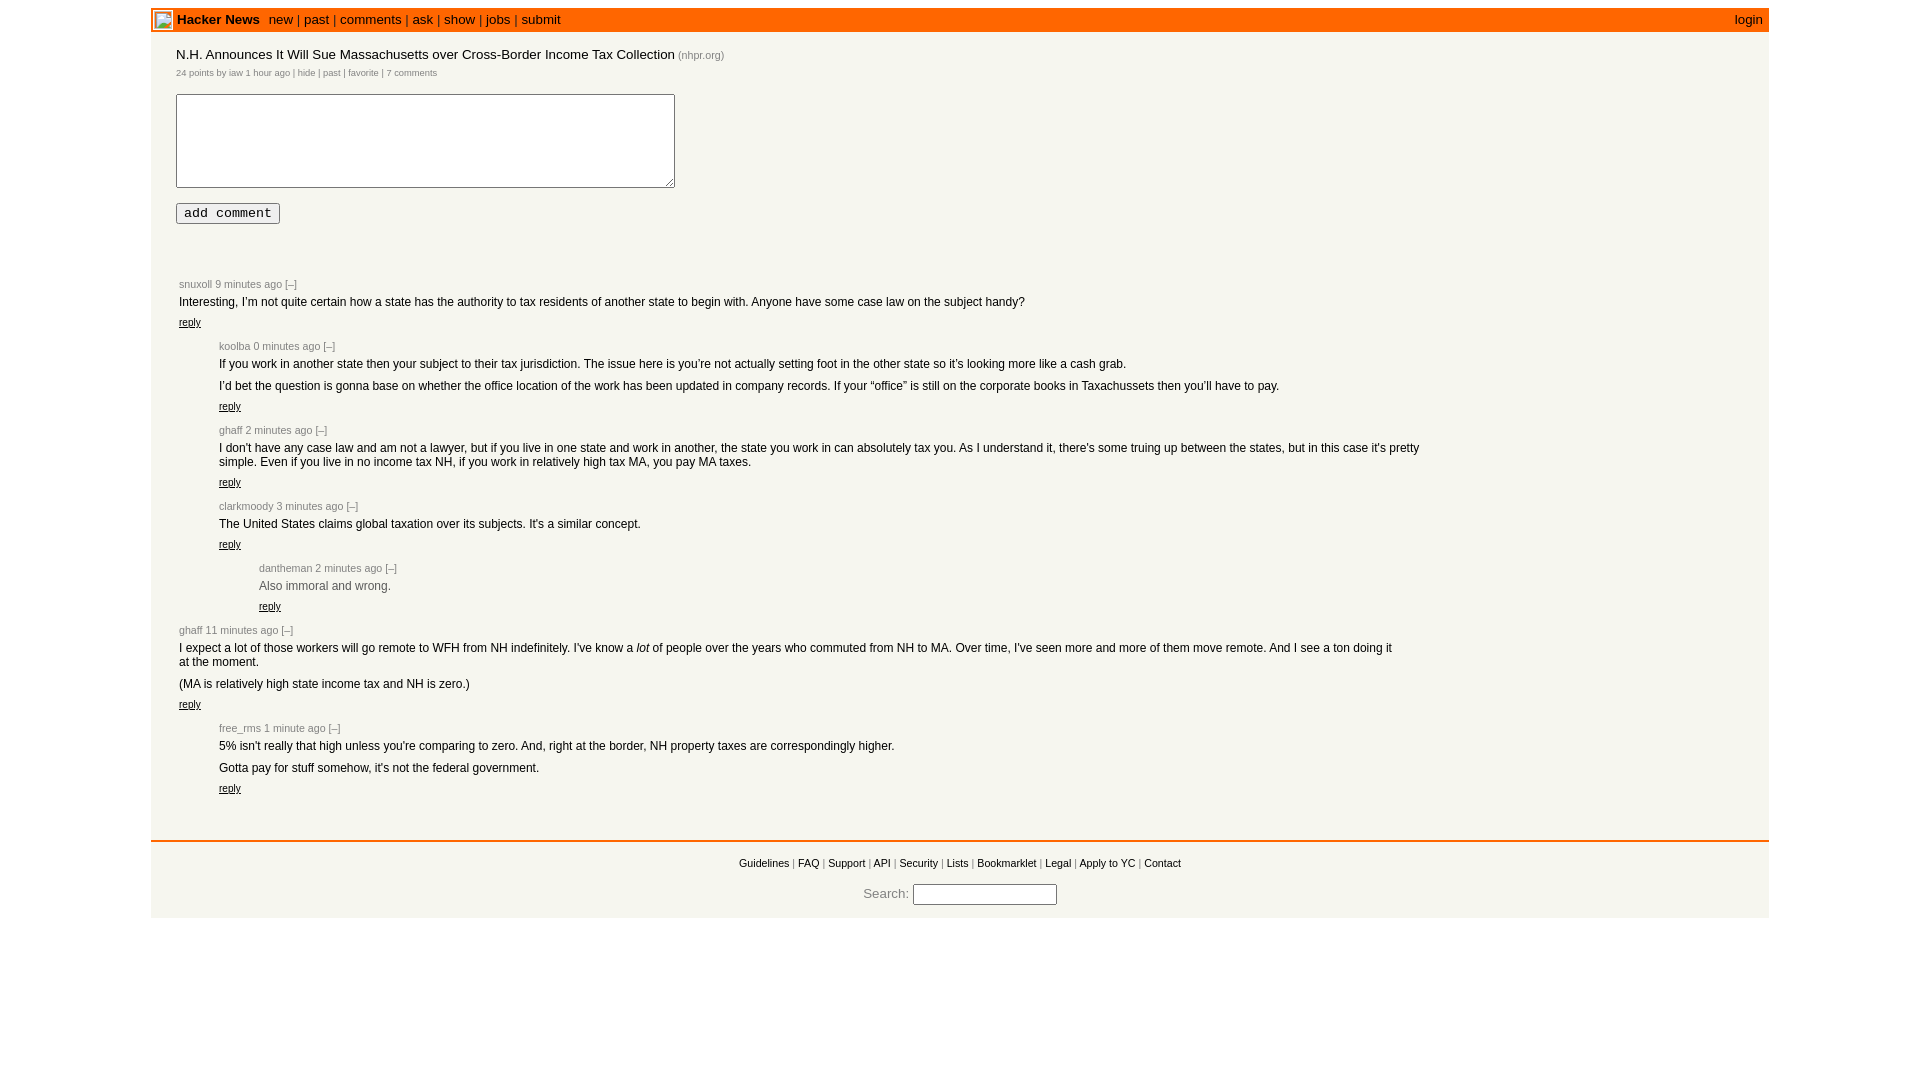 Hacker News new | past | comments | ask | show | jobs | submit login
N.H. Announces It Will Sue Massachusetts over Cross-Border Income Tax Collection (nhpr.org)
24 points by iaw 1 hour ago | hide | past | favorite | 7 comments
add comment
snuxoll 9 minutes ago [–]
Interesting, I’m not quite certain how a state has the authority to tax residents of another state to begin with. Anyone have some case law on the subject handy?
reply
koolba 0 minutes ago [–]
If you work in another state then your subject to their tax jurisdiction. The issue here is you’re not actually setting foot in the other state so it’s looking more like a cash grab.
I’d bet the question is gonna base on whether the office location of the work has been updated in company records. If your “office” is still on the corporate books in Taxachussets then you’ll have to pay.
reply
ghaff 2 minutes ago [–]
I don't have any case law and am not a lawyer, but if you live in one state and work in another, the state you work in can absolutely tax you. As I understand it, there's some truing up between the states, but in this case it's pretty
simple. Even if you live in no income tax NH, if you work in relatively high tax MA, you pay MA taxes.
reply
clarkmoody 3 minutes ago [–]
The United States claims global taxation over its subjects. It's a similar concept.
reply
dantheman 2 minutes ago [–]
Also immoral and wrong.
reply
ghaff 11 minutes ago [–]
I expect a lot of those workers will go remote to WFH from NH indefinitely. I've know a lot of people over the years who commuted from NH to MA. Over time, I've seen more and more of them move remote. And I see a ton doing it
at the moment.
(MA is relatively high state income tax and NH is zero.)
reply
free_rms 1 minute ago [–]
5% isn't really that high unless you're comparing to zero. And, right at the border, NH property taxes are correspondingly higher.
Gotta pay for stuff somehow, it's not the federal government.
reply
Guidelines | FAQ | Support | API | Security | Lists | Bookmarklet | Legal | Apply to YC | Contact
Search: